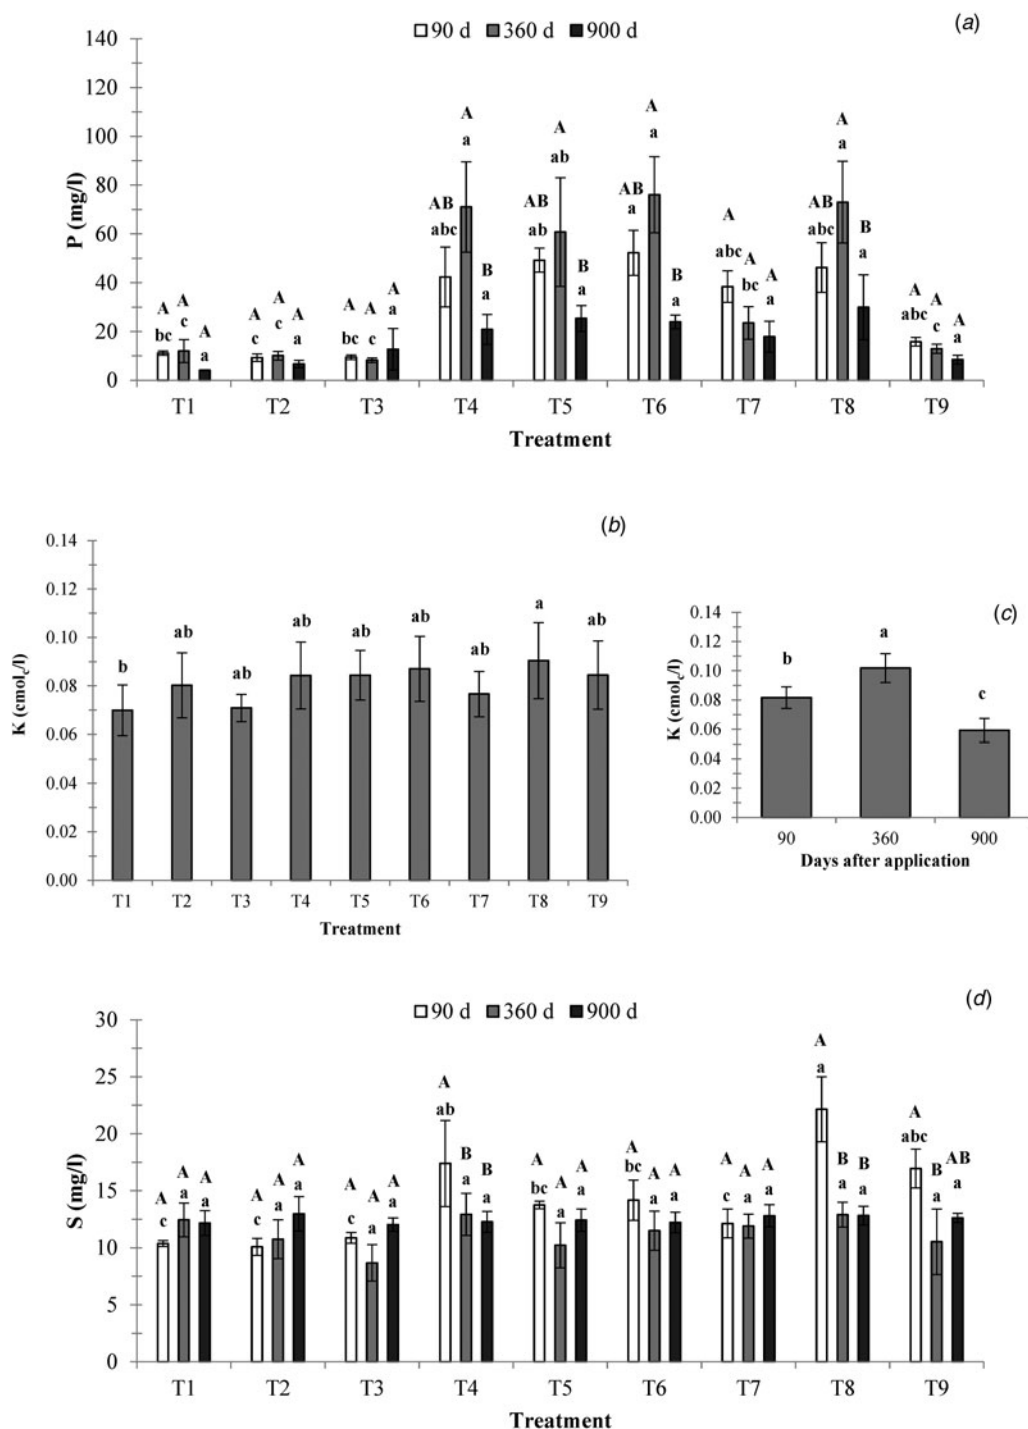 (a)
90 d 360 d 900 d
140
120
100
80
60
40
20
0
P (mg/l)
A A A A A A A A A AB A B AB A B AB A B A A A AB A B A A A
bc c a c c a bc c a abc a a ab ab a a a a abc bc a abc a a abc c a
T1 T2 T3 T4 T5 T6 T7 T8 T9
Treatment
(b)
0.14
0.12
0.10
0.08
0.06
0.04
0.02
0.00
K (cmolc/l)
b ab ab ab ab ab ab a ab
T1 T2 T3 T4 T5 T6 T7 T8 T9
Treatment
(c)
0.14
0.12
0.10
0.08
0.06
0.04
0.02
0.00
K (cmolc/l)
b a c
90 360 900
Days after application
(d)
90 d 360 d 900 d
30
25
20
15
10
5
0
S (mg/l)
A A A A A A A A A A B B A A A A A A A A A A B B A B AB
c a a c a a c a a ab a a bc a a bc a a c a a a a a abc a a
T1 T2 T3 T4 T5 T6 T7 T8 T9
Treatment